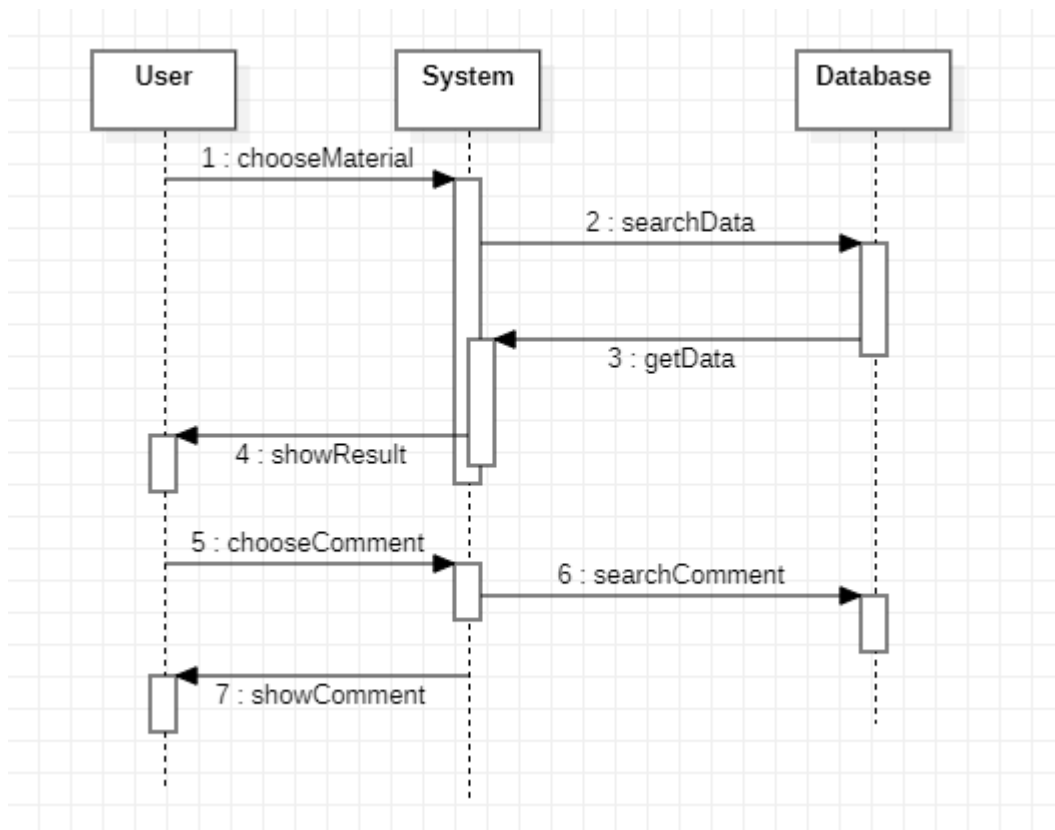 User
System
Database
1 : chooseMaterial
2 : searchData
3 : getData
4 : showResult
5 : chooseComment
6 : searchComment
7 : showComment